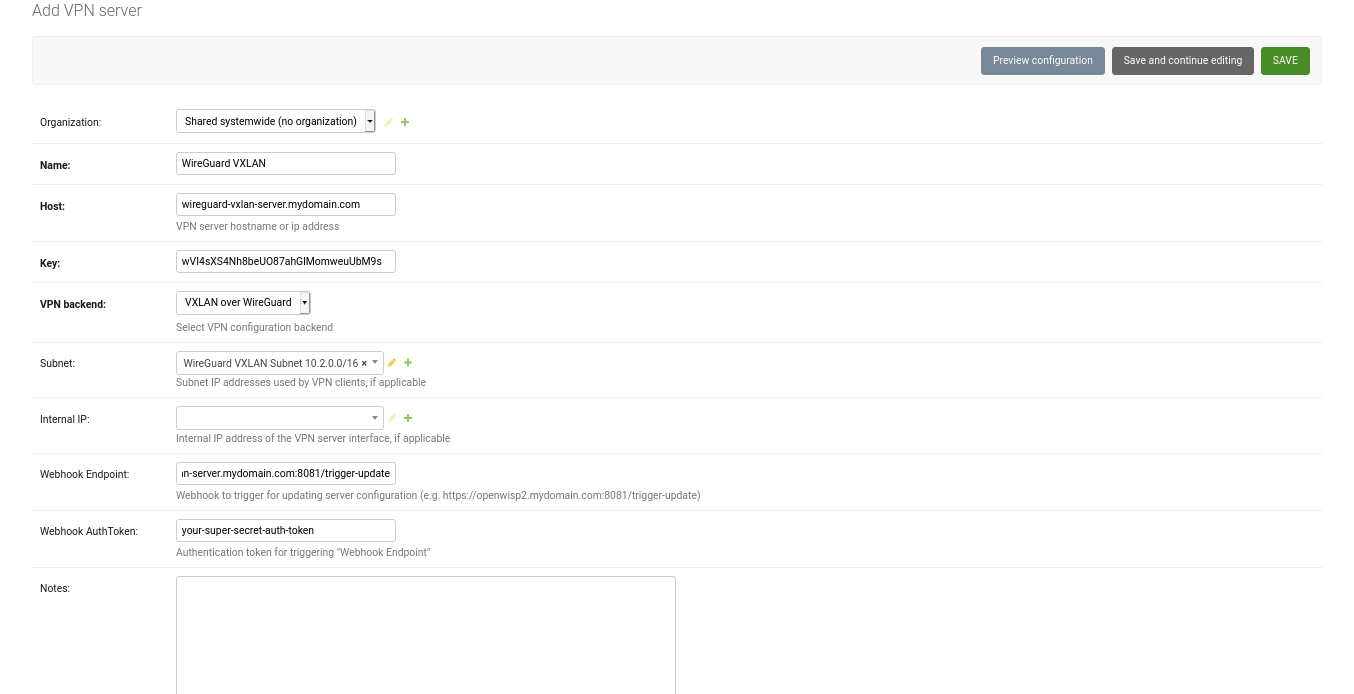 Add VPN server
Preview configuration
Save and continue editing
SAVE
Organization:
Shared systemwide (no organization)
Name:
WireGuard VXLAN
Host:
wireguard-vxlan-server.mydomain.com
VPN server hostname or ip address
Key:
wVI4sXS4Nh8beUO87ahGIMomweuUbM9s
VPN backend:
VXLAN over WireGuard
Select VPN configuration backend
Subnet:
WireGuard VXLAN Subnet 10.2.0.0/16 ×
Subnet IP addresses used by VPN clients, if applicable
Internal IP:
Internal IP address of the VPN server interface, if applicable
Webhook Endpoint:
n-server.mydomain.com:8081/trigger-update
Webhook to trigger for updating server configuration (e.g. https://openwisp2.mydomain.com:8081/trigger-update)
Webhook AuthToken:
your-super-secret-auth-token
Authentication token for triggering "Webhook Endpoint"
Notes: